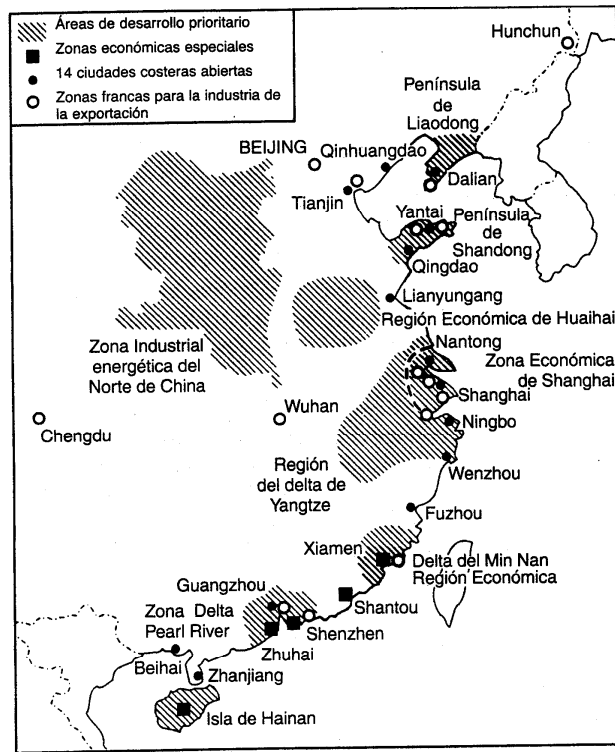 Áreas de desarrollo prioritario
Zonas económicas especiales
14 ciudades costeras abiertas
Zonas francas para la industria de
la exportación
Hunchun
Península
de
Liaodong
BEIJING
Qinhuangdao
Dalian
Tianjin
Yantai
Península
de
Shandong
Qingdao
Lianyungang
Región Económica de Huaihai
Nantong
Zona Industrial
energética del
Norte de China
Zona Económica
de Shanghai
Shanghai
Wuhan
Chengdu
Ningbo
Región
del delta de
Yangtze
Wenzhou
Fuzhou
Xiamen
Delta del Min Nan
Región Económica
Guangzhou
Shantou
Zona Delta
Pearl River
Shenzhen
Zhuhai
Beihai
Zhanjiang
Isla de Hainan